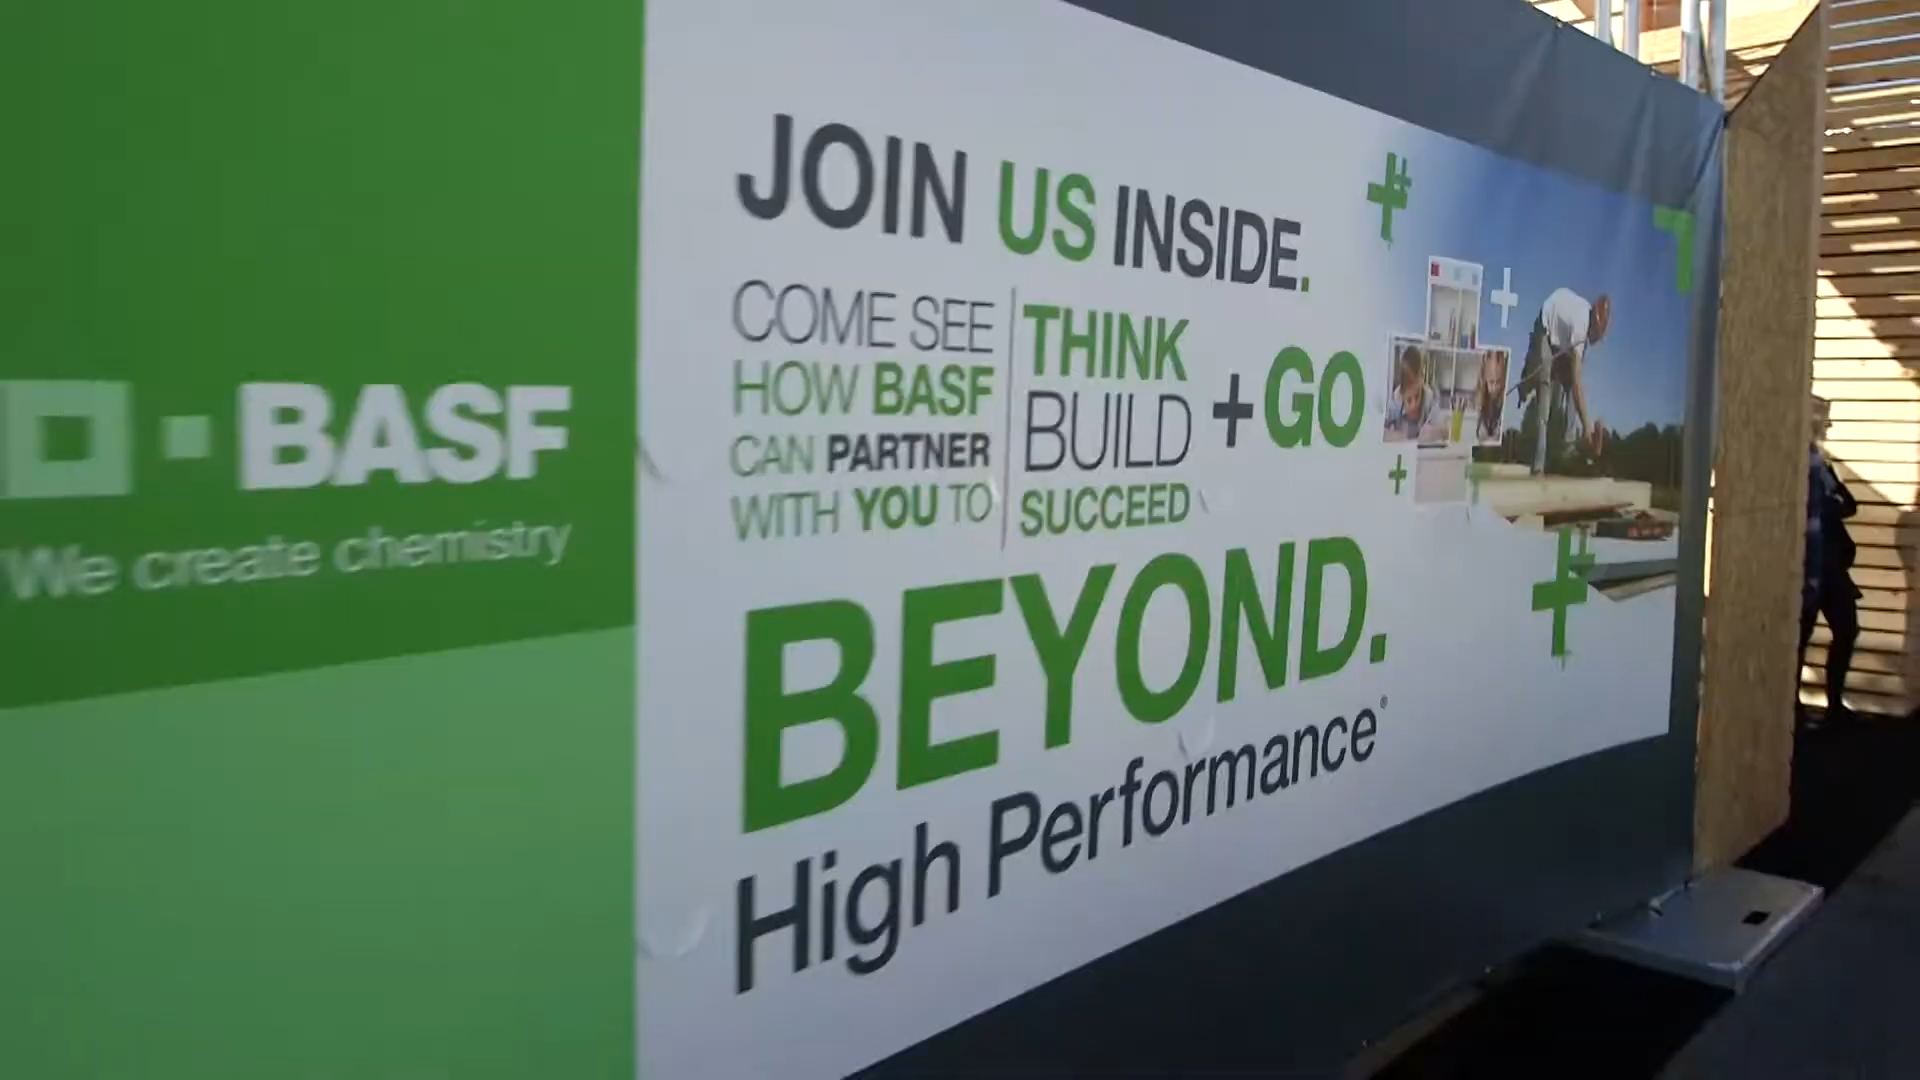 BASF
We create chemistry
JOIN US INSIDE.
COME SEE
HOW BASF
CAN PARTNER
WITH YOU TO
THINK
BUILD
SUCCEED
+ GO
BEYOND.
High Performance®